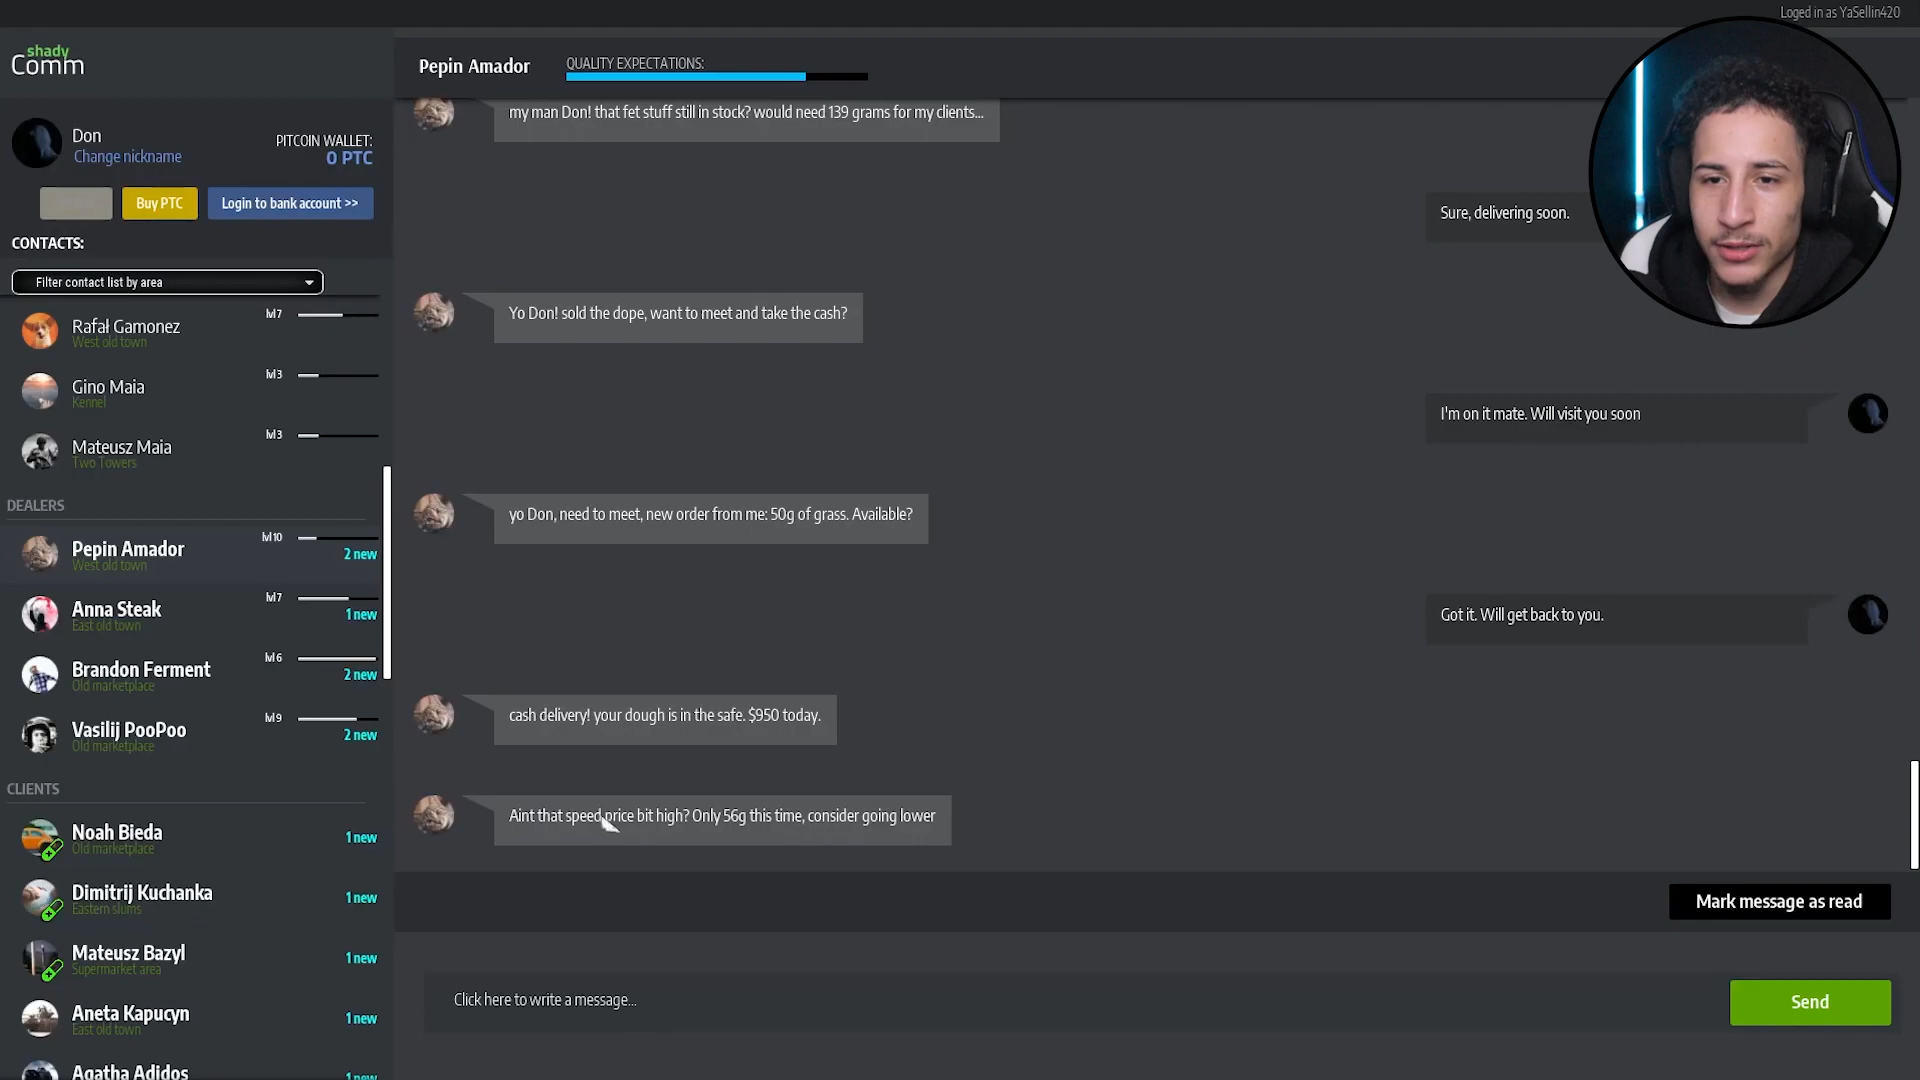 Loged in as YaSellin420
shady
Comm
Don
Change nickname
PITCOIN WALLET:
0 PTC
Buy PTC
Login to bank account >>
CONTACTS:
Filter contact list by area
Rafał Gamonez
West old town
lvl7
Gino Maia
Kennel
lvl3
Mateusz Maia
Two Towers
lvl3
DEALERS
Pepin Amador
West old town
lvl10
2 new
Anna Steak
East old town
lvl7
1 new
Brandon Ferment
Old marketplace
lvl6
2 new
Vasilij PooPoo
Old marketplace
lvl9
2 new
CLIENTS
Noah Bieda
Old marketplace
1 new
Dimitrij Kuchanka
Eastern slums
1 new
Mateusz Bazyl
Supermarket area
1 new
Aneta Kapucyn
East old town
1 new
Agatha Adidos
1 new
Pepin Amador
QUALITY EXPECTATIONS:
my man Don! that fet stuff still in stock? would need 139 grams for my clients...
Sure, delivering soon.
Yo Don! sold the dope, want to meet and take the cash?
I'm on it mate. Will visit you soon
yo Don, need to meet, new order from me: 50g of grass. Available?
Got it. Will get back to you.
cash delivery! your dough is in the safe. $950 today.
Aint that speed price bit high? Only 56g this time, consider going lower
Mark message as read
Click here to write a message...
Send